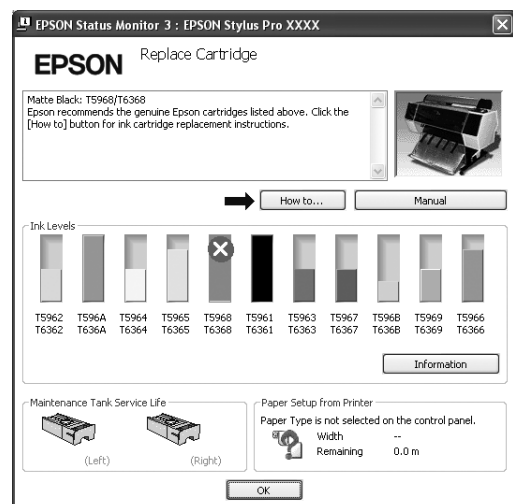 EPSON Status Monitor 3 : EPSON Stylus Pro XXXX
EPSON
Replace Cartridge
Matte Black: T5968/T6368
Epson recommends the genuine Epson cartridges listed above. Click the
[How to] button for ink cartridge replacement instructions.
How to...
Manual
Ink Levels
T5962 T596A T5964 T5965 T5968 T5961 T5963 T5967 T596B T5969 T5966
T6362 T636A T6364 T6365 T6368 T6361 T6363 T6367 T636B T6369 T6366
Information
Maintenance Tank Service Life
(Left)
(Right)
Paper Setup from Printer
Paper Type is not selected on the control panel.
Width --
Remaining 0.0 m
OK